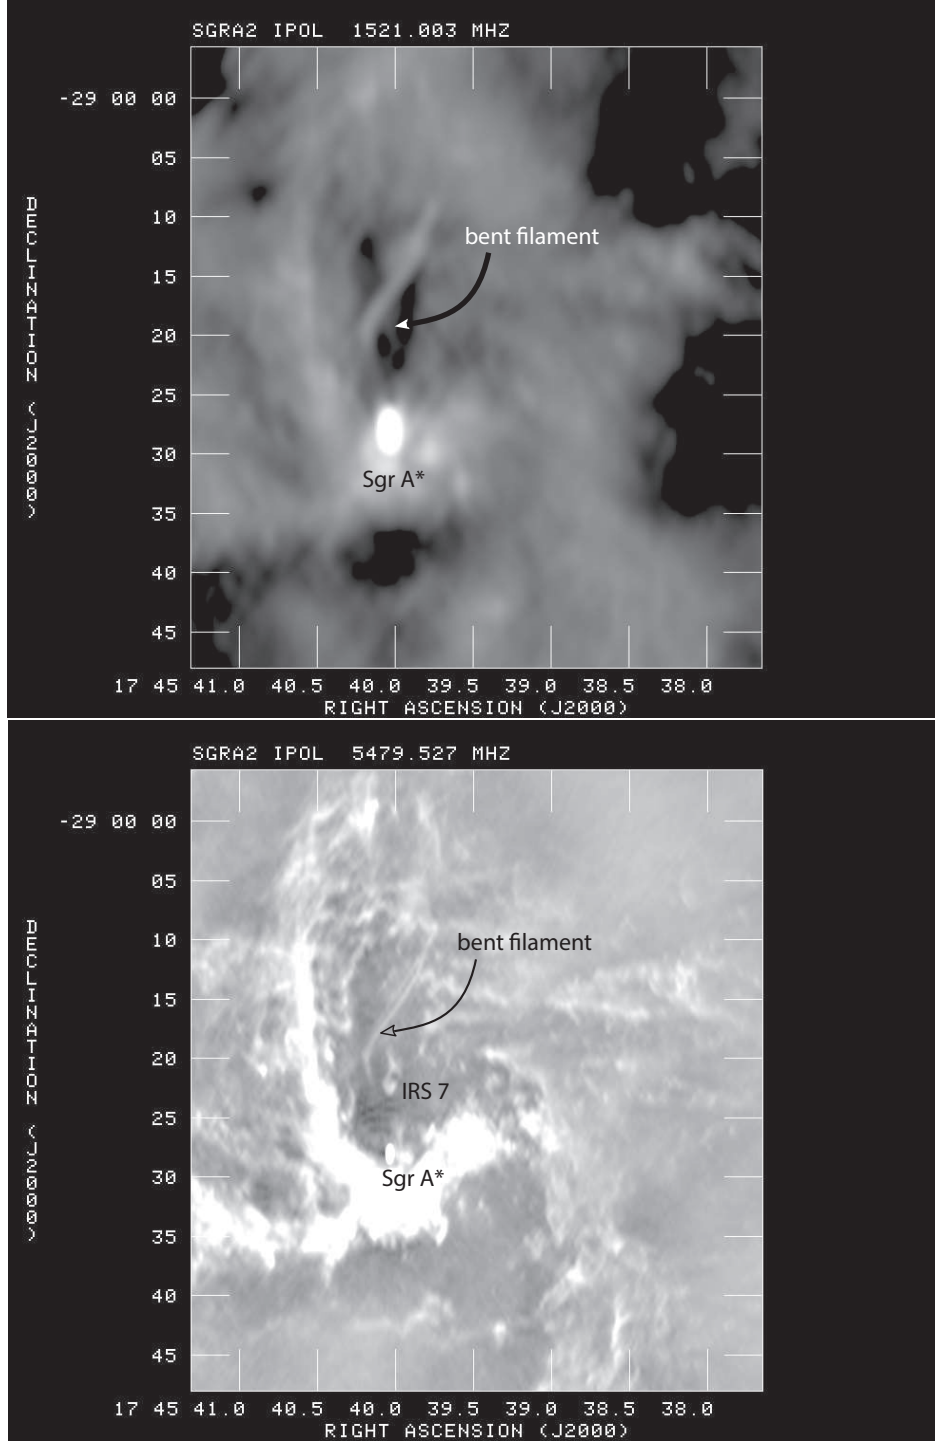 SGRA2 IPOL 1521.003 MHZ
-29 00 00
05
10
bent filament
15
20
25
30
Sgr A*
35
40
45
DECLINATION (J2000)
17 45 41.0 40.5 40.0 39.5 39.0 38.5 38.0
RIGHT ASCENSION (J2000)
SGRA2 IPOL 5479.527 MHZ
-29 00 00
05
10
bent filament
15
20
IRS 7
25
30
Sgr A*
35
40
45
DECLINATION (J2000)
17 45 41.0 40.5 40.0 39.5 39.0 38.5 38.0
RIGHT ASCENSION (J2000)